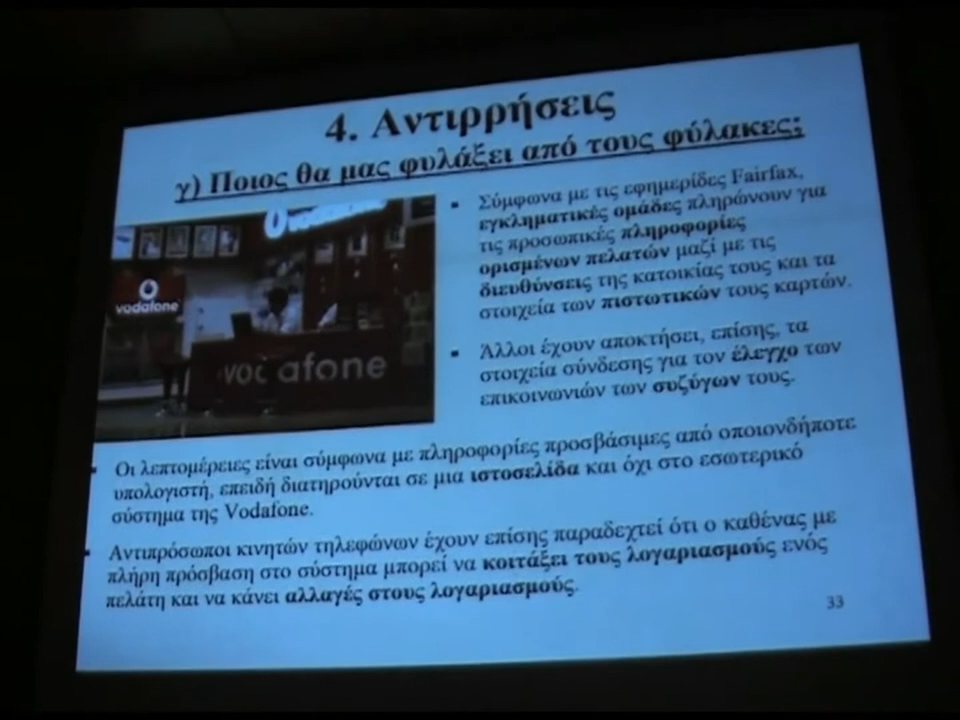 4. Αντιρρήσεις
γ) Ποιος θα μας φυλάξει από τους φύλακες;
vodafone
vodafone
vodafone
▪ Σύμφωνα με τις εφημερίδες Fairfax,
εγκληματικές ομάδες πληρώνουν για
τις προσωπικές πληροφορίες
ορισμένων πελατών μαζί με τις
διευθύνσεις της κατοικίας τους και τα
στοιχεία των πιστωτικών τους καρτών.
▪ Άλλοι έχουν αποκτήσει, επίσης, τα
στοιχεία σύνδεσης για τον έλεγχο των
επικοινωνιών των συζύγων τους.
▪ Οι λεπτομέρειες είναι σύμφωνα με πληροφορίες προσβάσιμες από οποιονδήποτε
υπολογιστή, επειδή διατηρούνται σε μια ιστοσελίδα και όχι στο εσωτερικό
σύστημα της Vodafone.
▪ Αντιπρόσωποι κινητών τηλεφώνων έχουν επίσης παραδεχτεί ότι ο καθένας με
πλήρη πρόσβαση στο σύστημα μπορεί να κοιτάξει τους λογαριασμούς ενός
πελάτη και να κάνει αλλαγές στους λογαριασμούς.
33